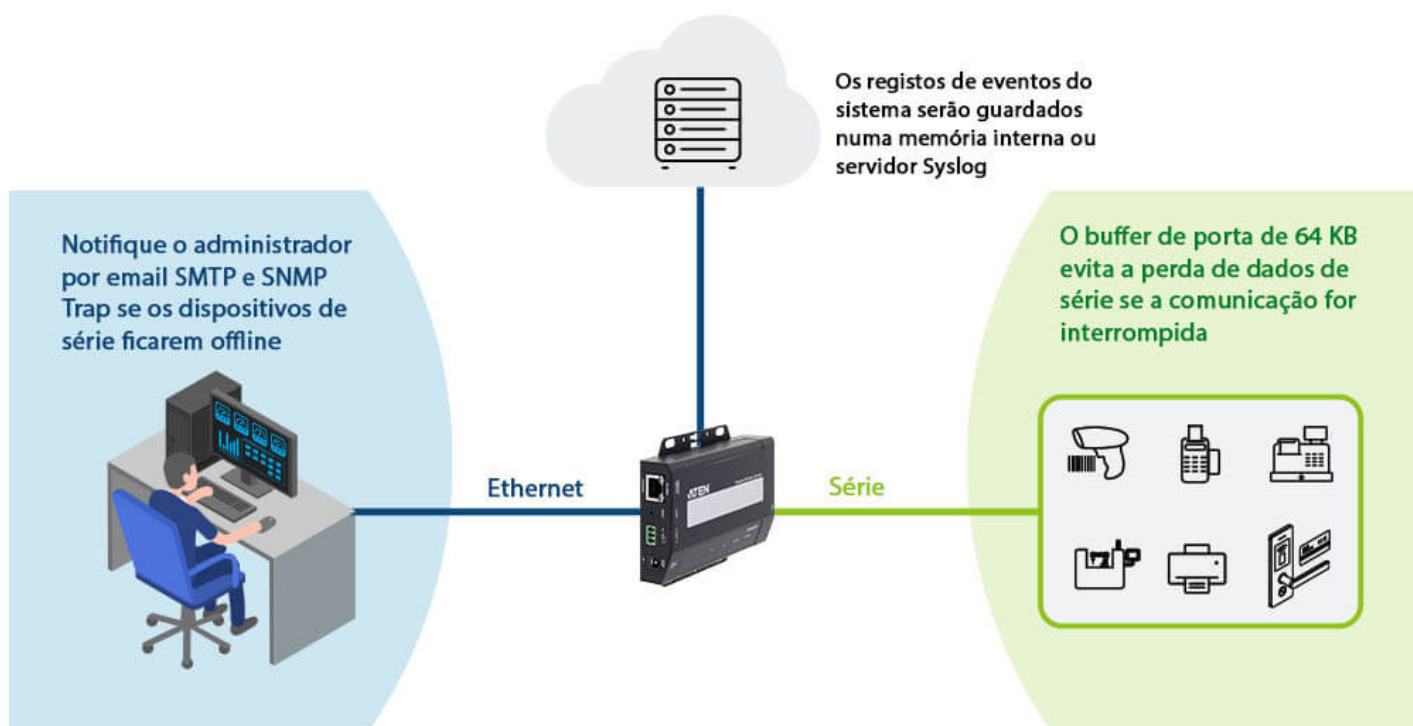 Os registos de eventos do
sistema serão guardados
numa memória interna ou
servidor Syslog
Notifique o administrador
por email SMTP e SNMP
Trap se os dispositivos de
série ficarem offline
O buffer de porta de 64 KB
evita a perda de dados de
série se a comunicação for
interrompida
Ethernet
ATEN
Série